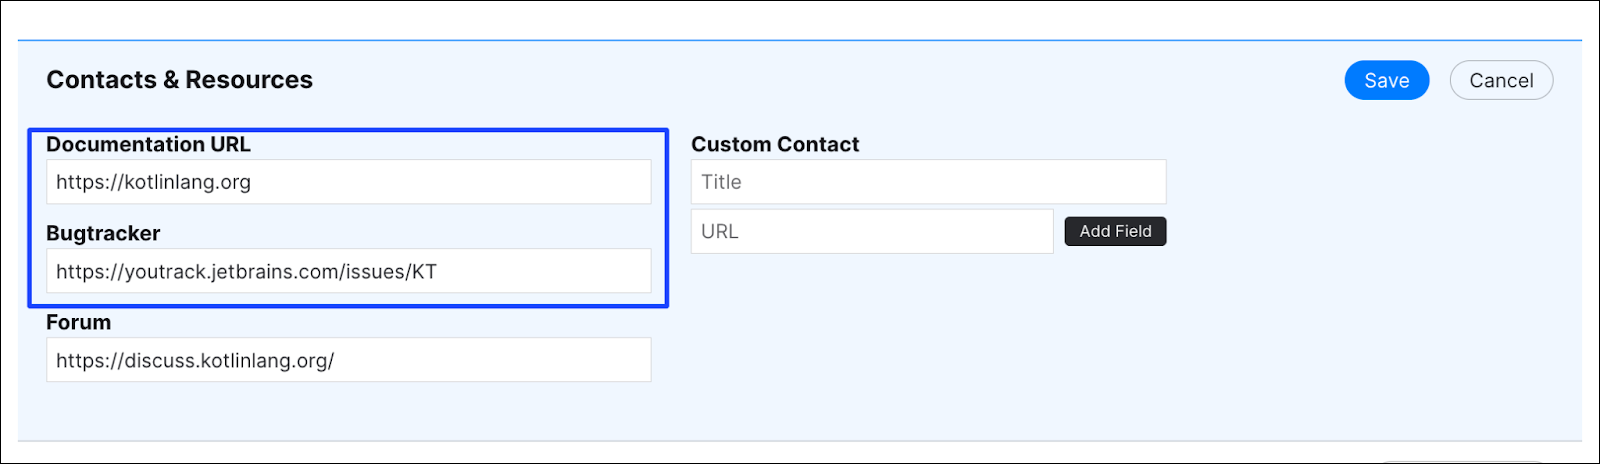 Contacts & Resources
Save
Cancel
Documentation URL
https://kotlinlang.org
Bugtracker
https://youtrack.jetbrains.com/issues/KT
Forum
https://discuss.kotlinlang.org/
Custom Contact
Title
URL
Add Field